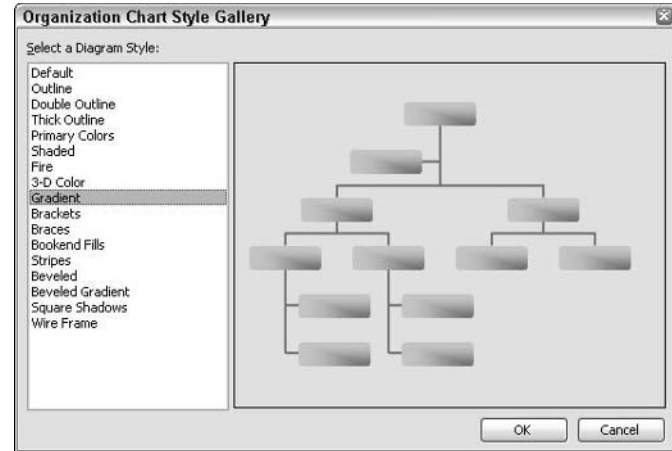 Organization Chart Style Gallery
Select a Diagram Style:
Default
Outline
Double Outline
Thick Outline
Primary Colors
Shaded
Fire
3-D Color
Gradient
Brackets
Braces
Bookend Fills
Stripes
Beveled
Beveled Gradient
Square Shadows
Wire Frame
OK Cancel